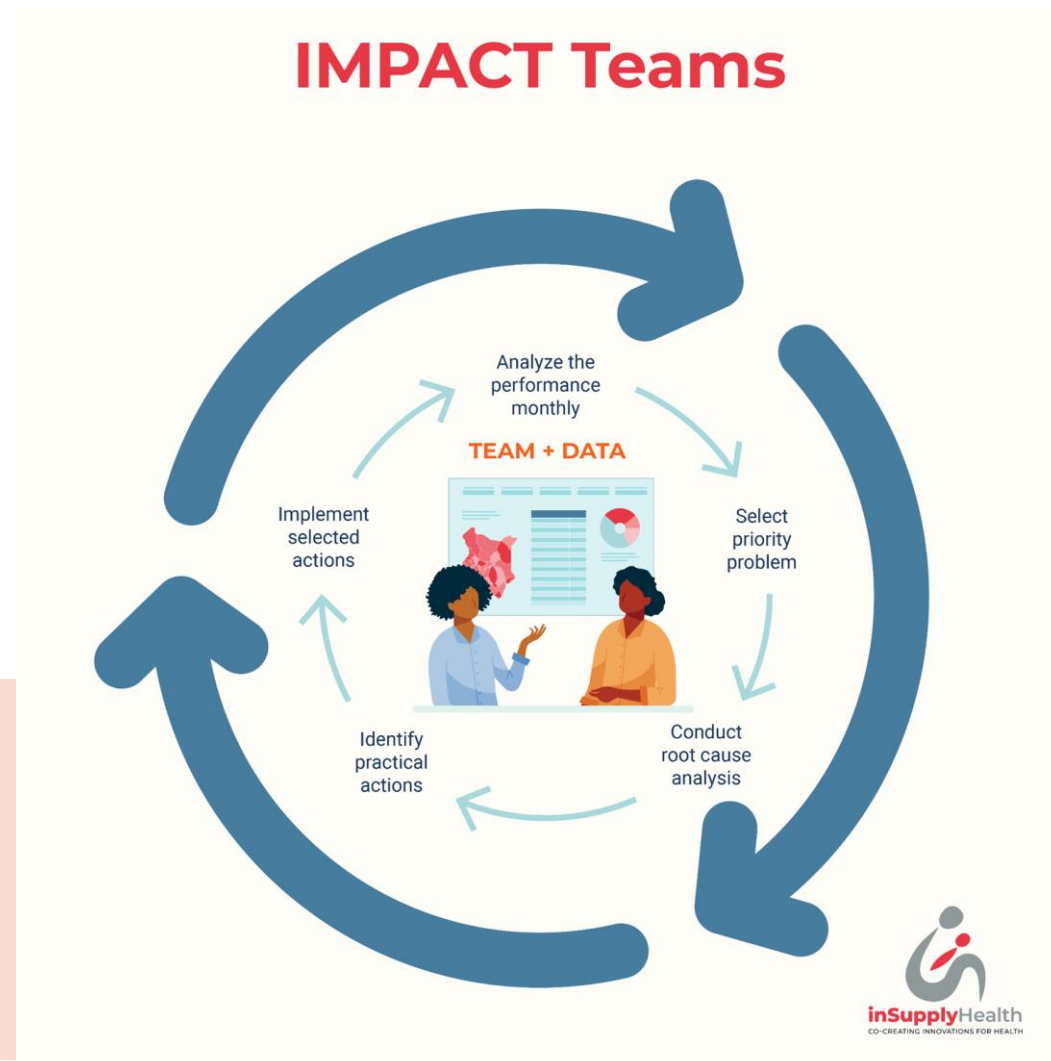 IMPACT Teams
Analyze the
performance
monthly
TEAM + DATA
Select
priority
problem
Conduct
root cause
analysis
Identify
practical
actions
Implement
selected
actions
inSupplyHealth
CO-CREATING INNOVATIONS FOR HEALTH